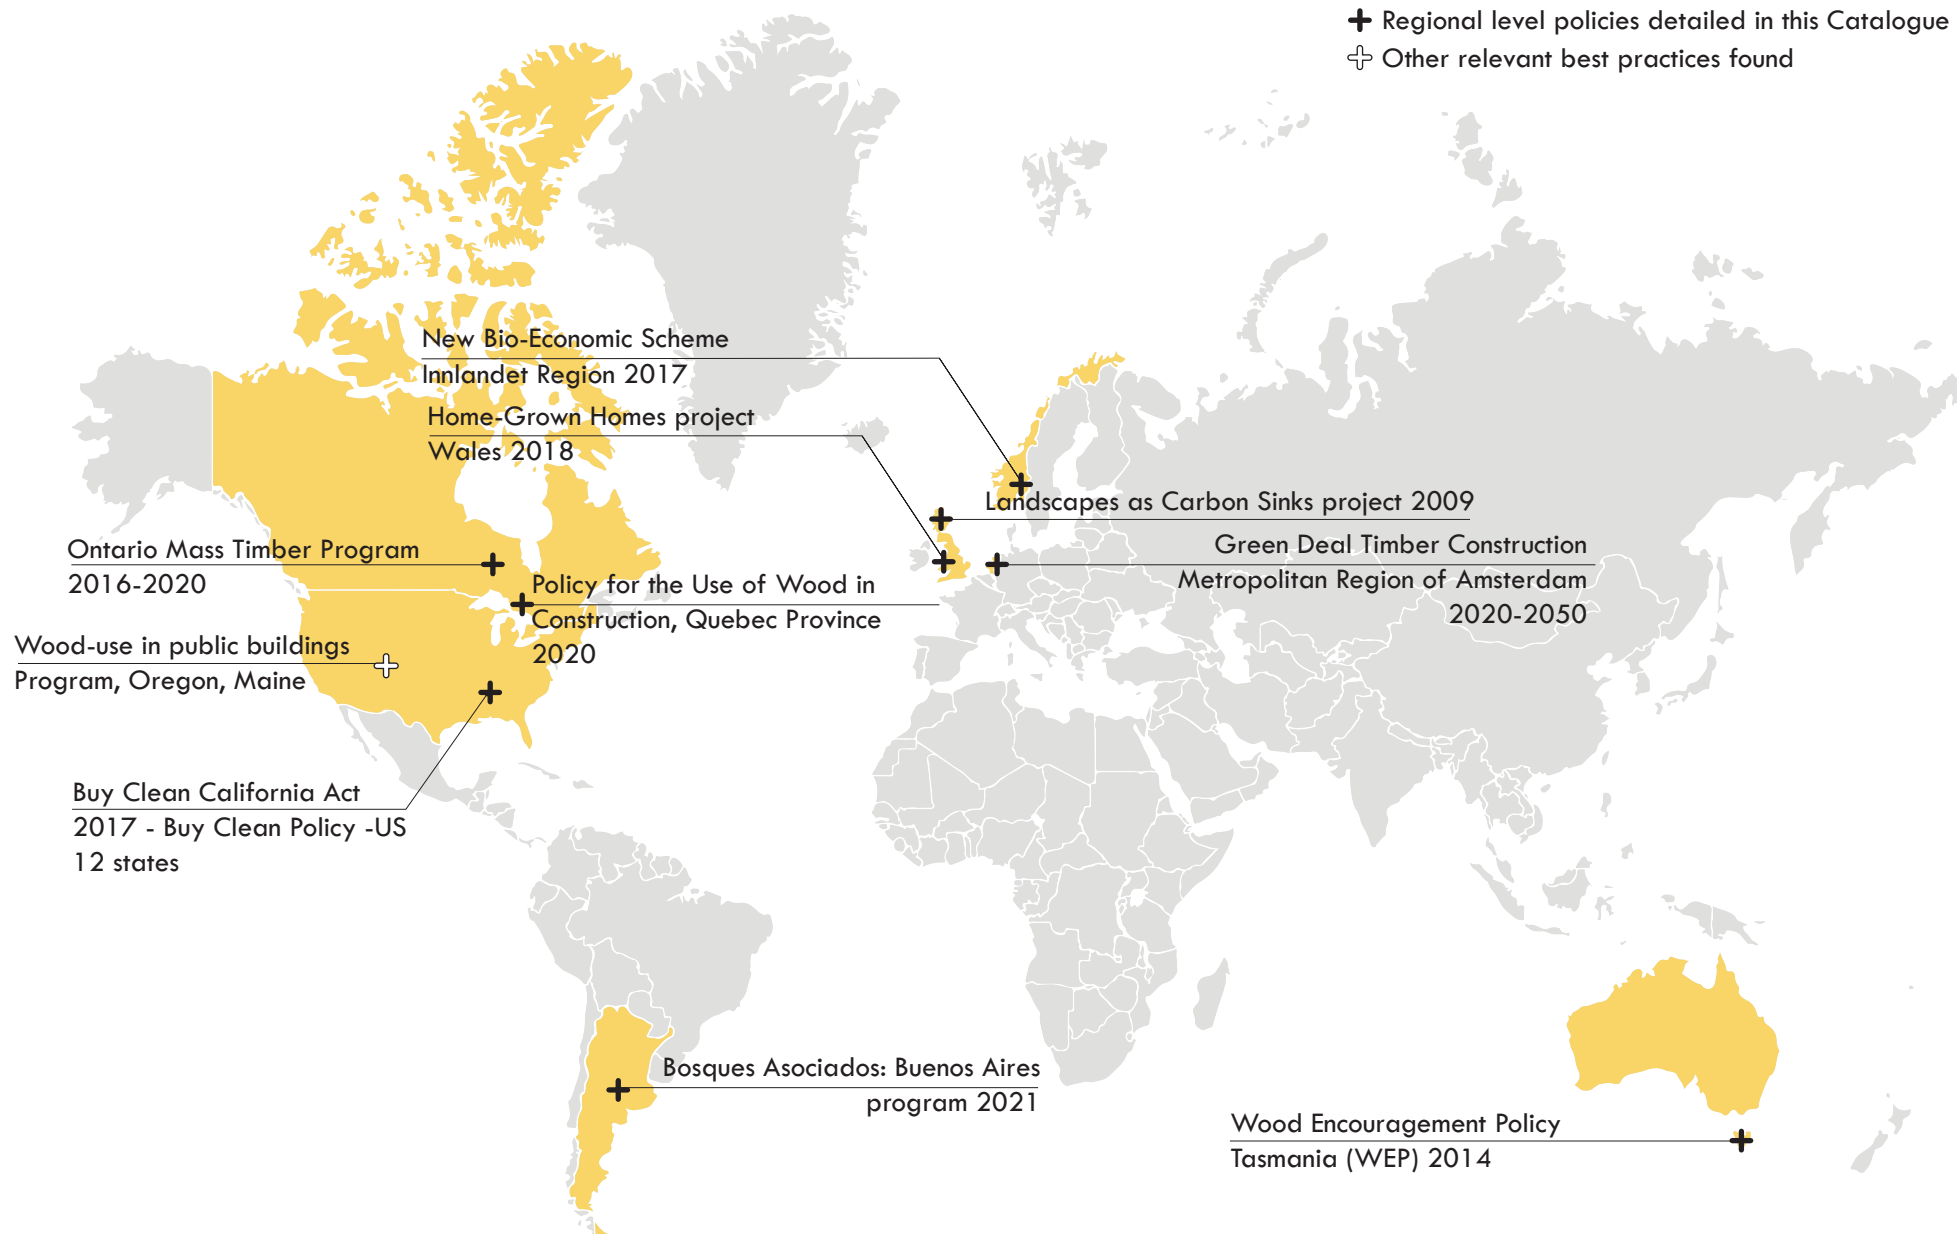 Regional level policies detailed in this Catalogue
Other relevant best practices found
New Bio-Economic Scheme
Innlandet Region 2017
Home-Grown Homes project
Wales 2018
Landscapes as Carbon Sinks project 2009
Green Deal Timber Construction
Metropolitan Region of Amsterdam
2020-2050
Ontario Mass Timber Program
2016-2020
Policy for the Use of Wood in
Construction, Quebec Province
2020
Wood-use in public buildings
Program, Oregon, Maine
Buy Clean California Act
2017 - Buy Clean Policy -US
12 states
Bosques Asociados: Buenos Aires
program 2021
Wood Encouragement Policy
Tasmania (WEP) 2014